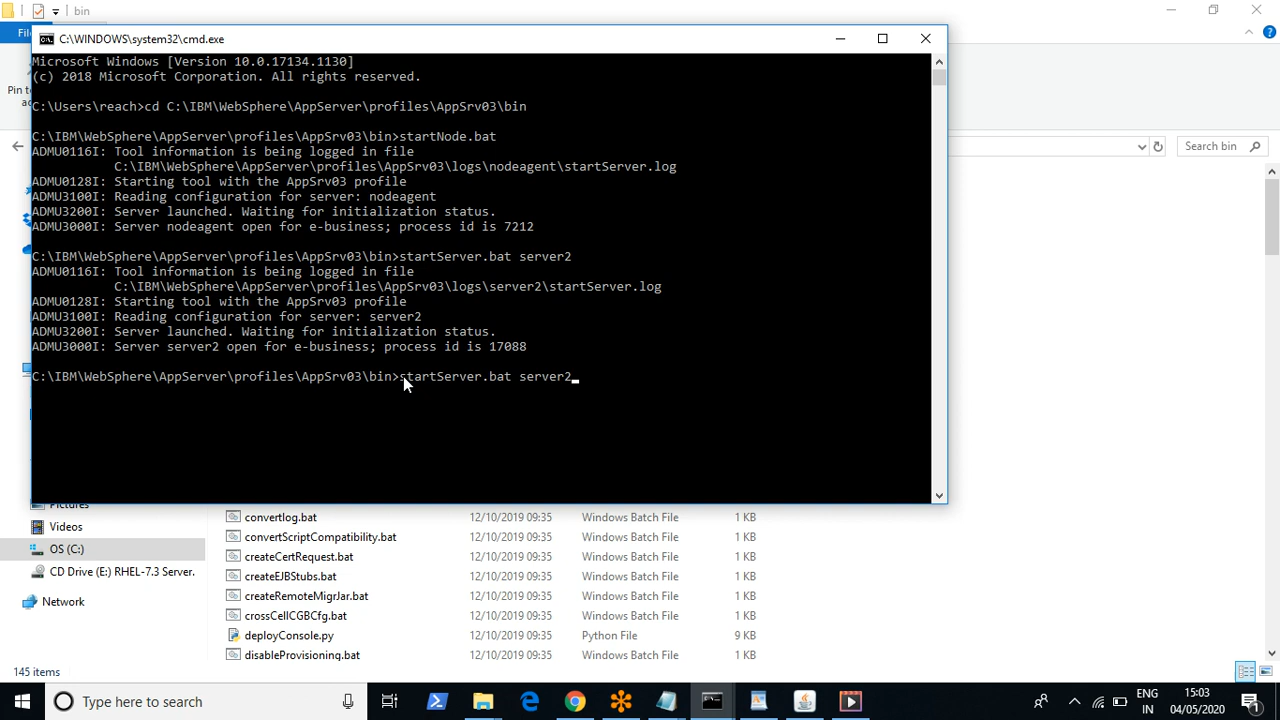 bin
C:\WINDOWS\system32\cmd.exe
Microsoft Windows [Version 10.0.17134.1130]
(c) 2018 Microsoft Corporation. All rights reserved.
C:\Users\reach>cd C:\IBM\WebSphere\AppServer\profiles\AppSrv03\bin
C:\IBM\WebSphere\AppServer\profiles\AppSrv03\bin>startNode.bat
ADMU0116I: Tool information is being logged in file
C:\IBM\WebSphere\AppServer\profiles\AppSrv03\logs\nodeagent\startServer.log
ADMU0128I: Starting tool with the AppSrv03 profile
ADMU3100I: Reading configuration for server: nodeagent
ADMU3200I: Server launched. Waiting for initialization status.
ADMU3000I: Server nodeagent open for e-business; process id is 7212
C:\IBM\WebSphere\AppServer\profiles\AppSrv03\bin>startServer.bat server2
ADMU0116I: Tool information is being logged in file
C:\IBM\WebSphere\AppServer\profiles\AppSrv03\logs\server2\startServer.log
ADMU0128I: Starting tool with the AppSrv03 profile
ADMU3100I: Reading configuration for server: server2
ADMU3200I: Server launched. Waiting for initialization status.
ADMU3000I: Server server2 open for e-business; process id is 17088
C:\IBM\WebSphere\AppServer\profiles\AppSrv03\bin>startServer.bat server2
Pin to
Search bin
Pictures
Videos
OS (C:)
CD Drive (E:) RHEL-7.3 Server.
Network
convertlog.bat 12/10/2019 09:35 Windows Batch File 1 KB
convertScriptCompatibility.bat 12/10/2019 09:35 Windows Batch File 1 KB
createCertRequest.bat 12/10/2019 09:35 Windows Batch File 1 KB
createEJBStubs.bat 12/10/2019 09:35 Windows Batch File 1 KB
createRemoteMigrJar.bat 12/10/2019 09:35 Windows Batch File 1 KB
crossCellCGBCfg.bat 12/10/2019 09:35 Windows Batch File 1 KB
deployConsole.py 12/10/2019 09:35 Python File 9 KB
disableProvisioning.bat 12/10/2019 09:35 Windows Batch File 1 KB
145 items
Type here to search
ENG
IN
15:03
04/05/2020